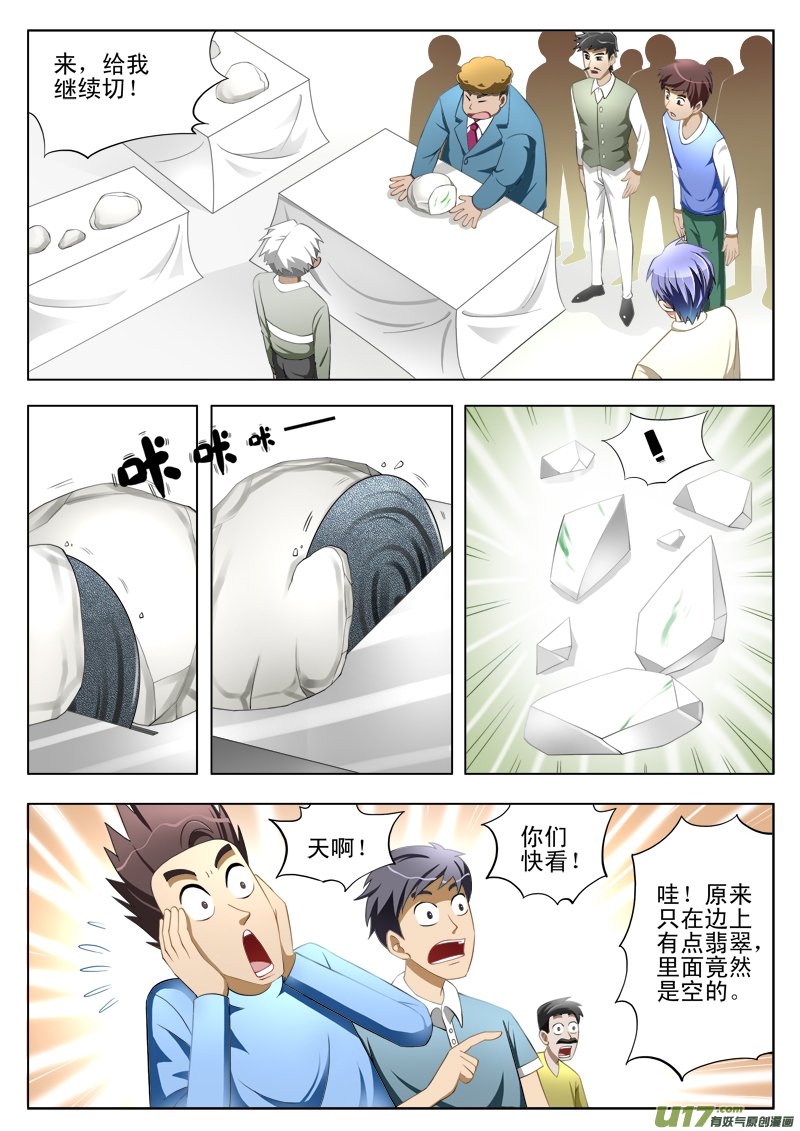 来，给我
继续切！
咔
咔
咔
！
天啊！
你们
快看！
哇！原来
只在边上
有点翡翠，
里面竟然
是空的。
U17.com
有妖气原创漫画